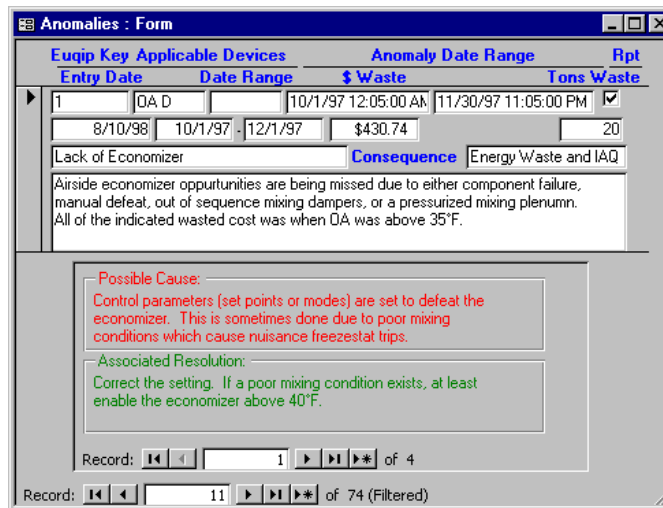 Anomalies : Form
Euqip Key Applicable Devices Anomaly Date Range Rpt
Entry Date Date Range $ Waste Tons Waste
1 OA D 10/1/97 12:05:00 AM 11/30/97 11:05:00 PM
8/10/98 10/1/97 - 12/1/97 $430.74 20
Lack of Economizer Consequence Energy Waste and IAQ
Airside economizer oppurtunities are being missed due to either component failure,
manual defeat, out of sequence mixing dampers, or a pressurized mixing plenumn.
All of the indicated wasted cost was when OA was above 35°F.
Possible Cause:
Control parameters (set points or modes) are set to defeat the
economizer. This is sometimes done due to poor mixing
conditions which cause nuisance freezestat trips.
Associated Resolution:
Correct the setting. If a poor mixing condition exists, at least
enable the economizer above 40°F.
Record: 1 of 4
Record: 11 of 74 (Filtered)